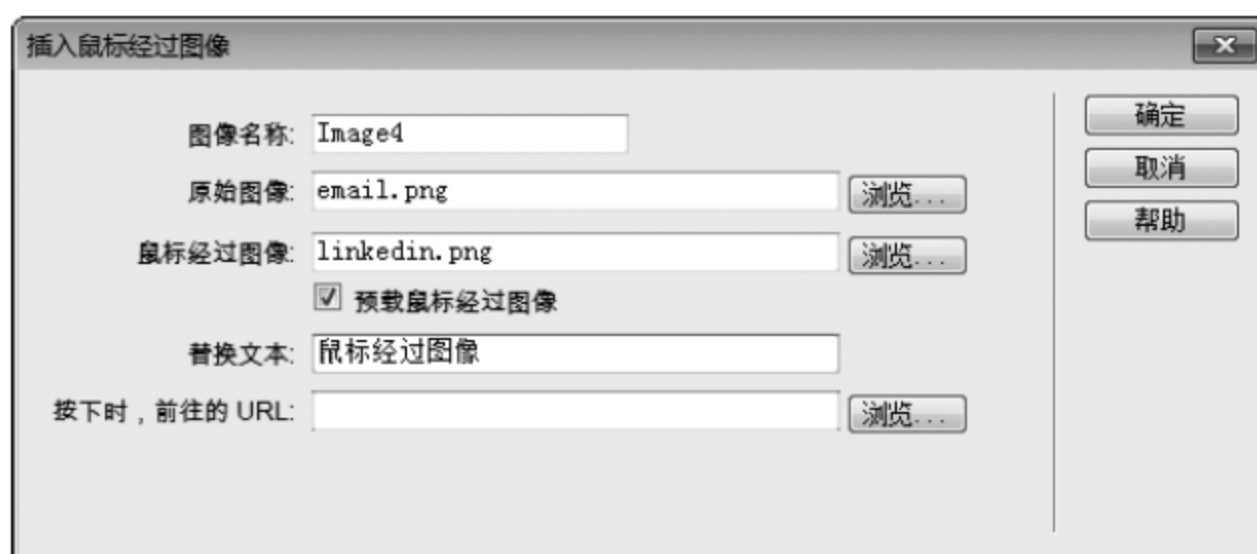 插入鼠标经过图像
图像名称: Image4
确定
原始图像: email.png 浏览...
取消
鼠标经过图像: linkedin.png 浏览...
帮助
预载鼠标经过图像
替换文本: 鼠标经过图像
按下时，前往的 URL: 浏览...